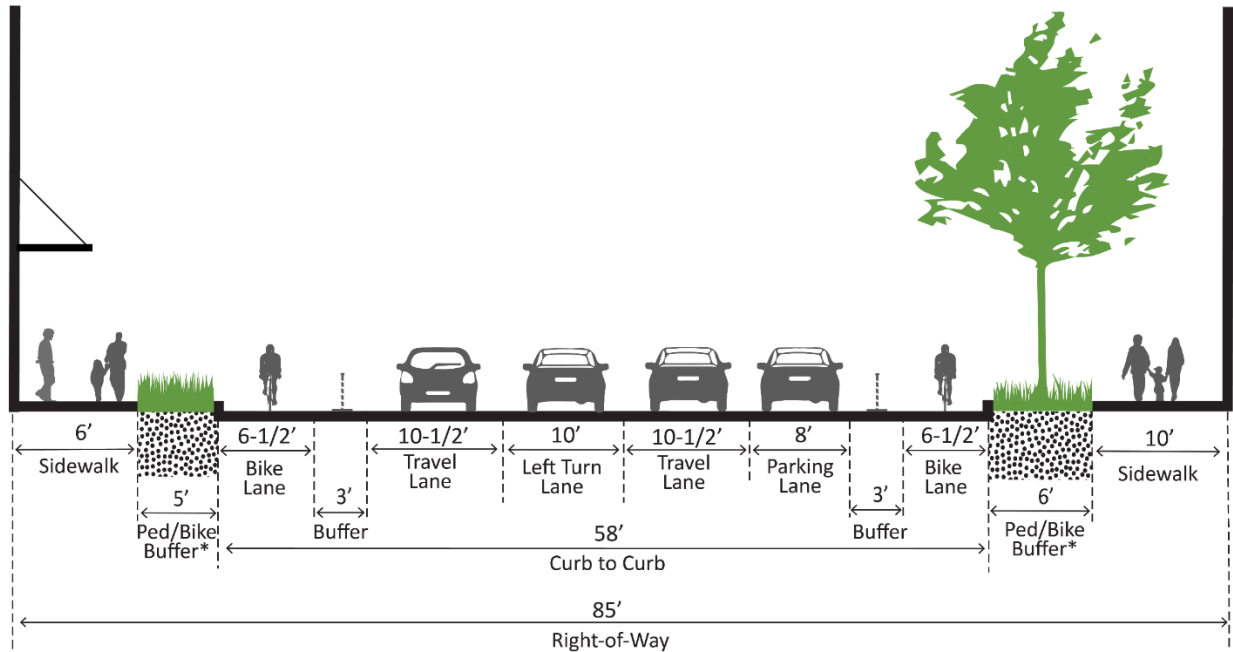 6’
Sidewalk
5’
Ped/Bike
Buffer*
6-1/2’
Bike
Lane
3’
Buffer
10-1/2’
Travel
Lane
10’
Left Turn
Lane
10-1/2’
Travel
Lane
8’
Parking
Lane
3’
Buffer
6-1/2’
Bike
Lane
6’
Ped/Bike
Buffer*
10’
Sidewalk
58’
Curb to Curb
85’
Right-of-Way